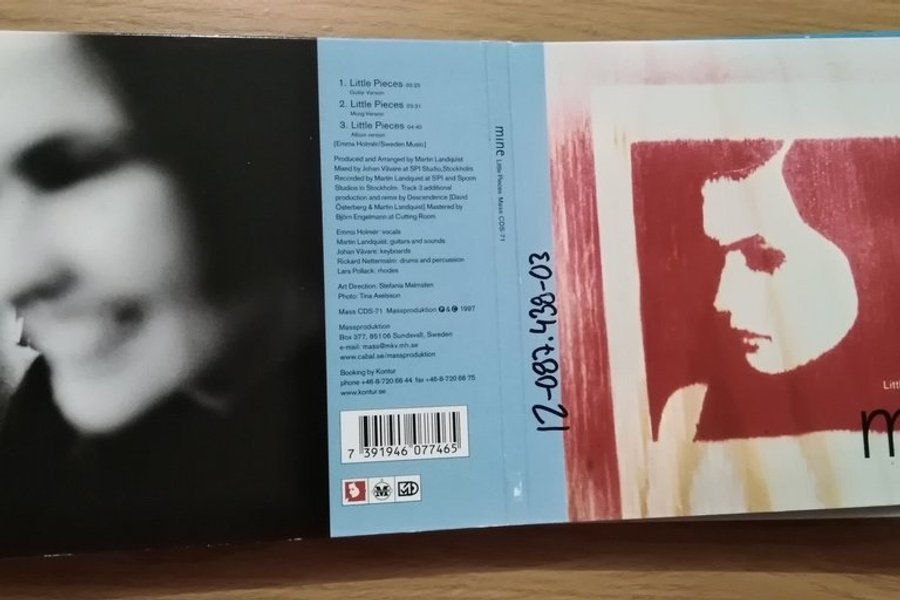 1. Little Pieces 03:25
Guitar Version
2. Little Pieces 03:31
Moog Version
3. Little Pieces 04:40
Album version
[Emma Holmér/Sweden Music]
Produced and Arranged by Martin Landquist
Mixed by Johan Vävare at SPI Studio, Stockholm
Recorded by Martin Landquist at SPI and Spoon
Studios in Stockholm. Track 3 additional
production and remix by Descendence [David
Österberg & Martin Landquist] Mastered by
Björn Engelmann at Cutting Room.
Emma Holmér: vocals
Martin Landquist: guitars and sounds
Johan Vävare: keyboards
Rickard Nettermalm: drums and percussion
Lars Pollack: rhodes
Art Direction: Stefania Malmsten
Photo: Tina Axelsson
Mass CDS-71 Massproduktion Ⓟ & © 1997
Massproduktion
Box 377, 851 06 Sundsvall, Sweden
e-mail: mass@mkv.mh.se
www.cabal.se/massproduktion
Booking by Kontur
phone +46-8-720 66 44 fax +46-8-720 66 75
www.kontur.se
7 391946 077465
mine Little Pieces Mass CDS-71
12-087.438-03